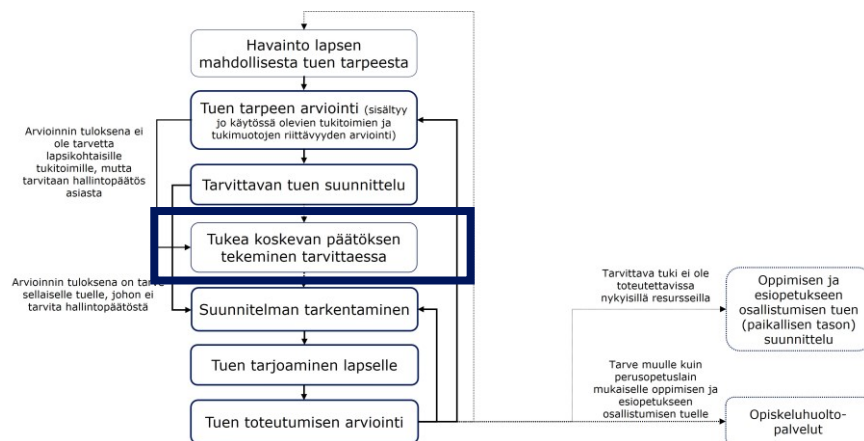 Havainto lapsen
mahdollisesta tuen tarpeesta
Tuen tarpeen arviointi (sisältyy
jo käytössä olevien tukitoimien ja
tukimuotojen riittävyyden arviointi)
Arvioinnin tuloksena ei
ole tarvetta
lapsikohtaisille
tukitoimille, mutta
tarvitaan hallintopäätös
asiasta
Tarvittavan tuen suunnittelu
Tukea koskevan päätöksen
tekeminen tarvittaessa
Arvioinnin tuloksena on tarve
sellaiselle tuelle, johon ei
tarvita hallintopäätöstä
Suunnitelman tarkentaminen
Tuen tarjoaminen lapselle
Tuen toteutumisen arviointi
Tarvittava tuki ei ole
toteutettavissa
nykyisillä resursseilla
Oppimisen ja
esiopetukseen
osallistumisen tuen
(paikallisen tason)
suunnittelu
Tarve muulle kuin
perusopetuslain
mukaiselle oppimisen ja
esiopetukseen
osallistumisen tuelle
Opiskeluhuolto-
palvelut